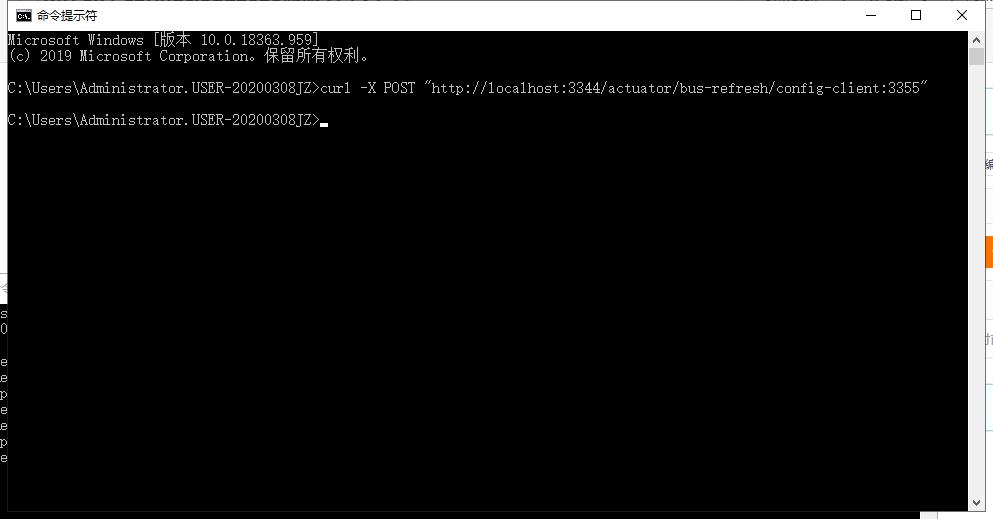 命令提示符
Microsoft Windows [版本 10.0.18363.959]
(c) 2019 Microsoft Corporation。保留所有权利。
C:\Users\Administrator.USER-20200308JZ>curl -X POST "http://localhost:3344/actuator/bus-refresh/config-client:3355"
C:\Users\Administrator.USER-20200308JZ>